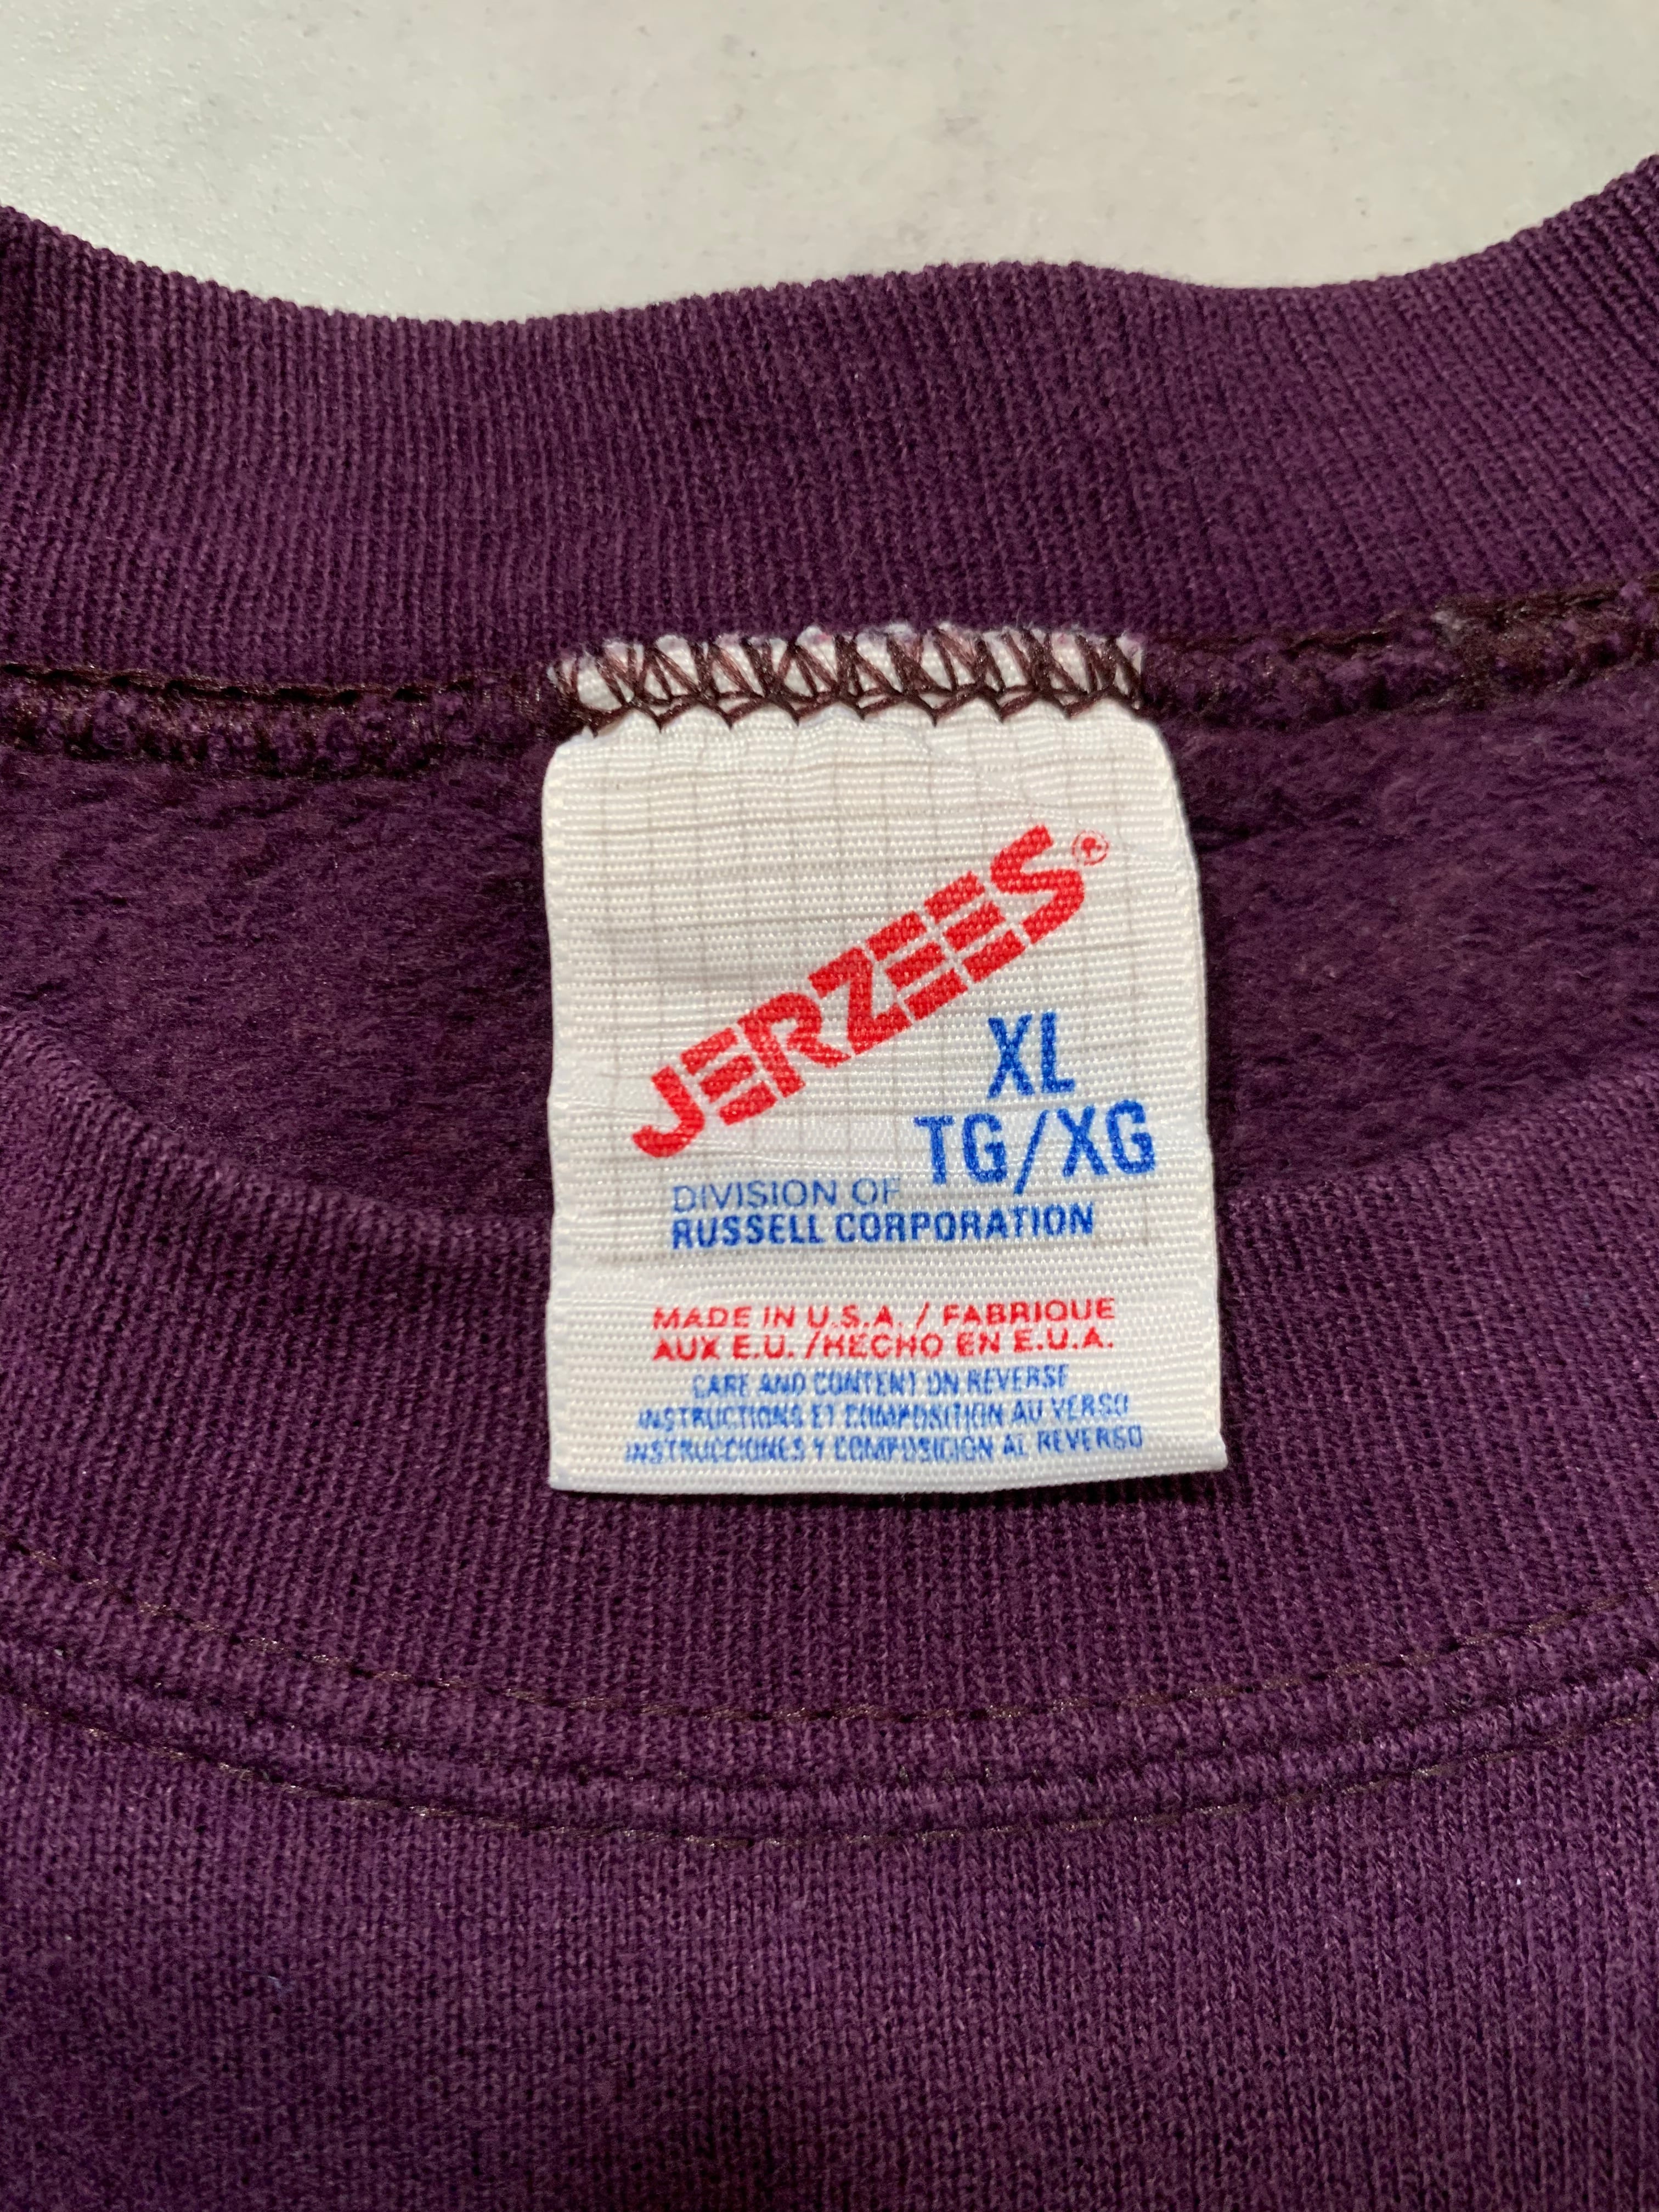 JERZEES®
XL
TG/XG
DIVISION OF
RUSSELL CORPORATION
MADE IN U.S.A. / FABRIQUE
AUX E.U. /HECHO EN E.U.A.
CARE AND CONTENT ON REVERSE
INSTRUCTIONS ET COMPOSITION AU VERSO
INSTRUCCIONES Y COMPOSICION AL REVERSO